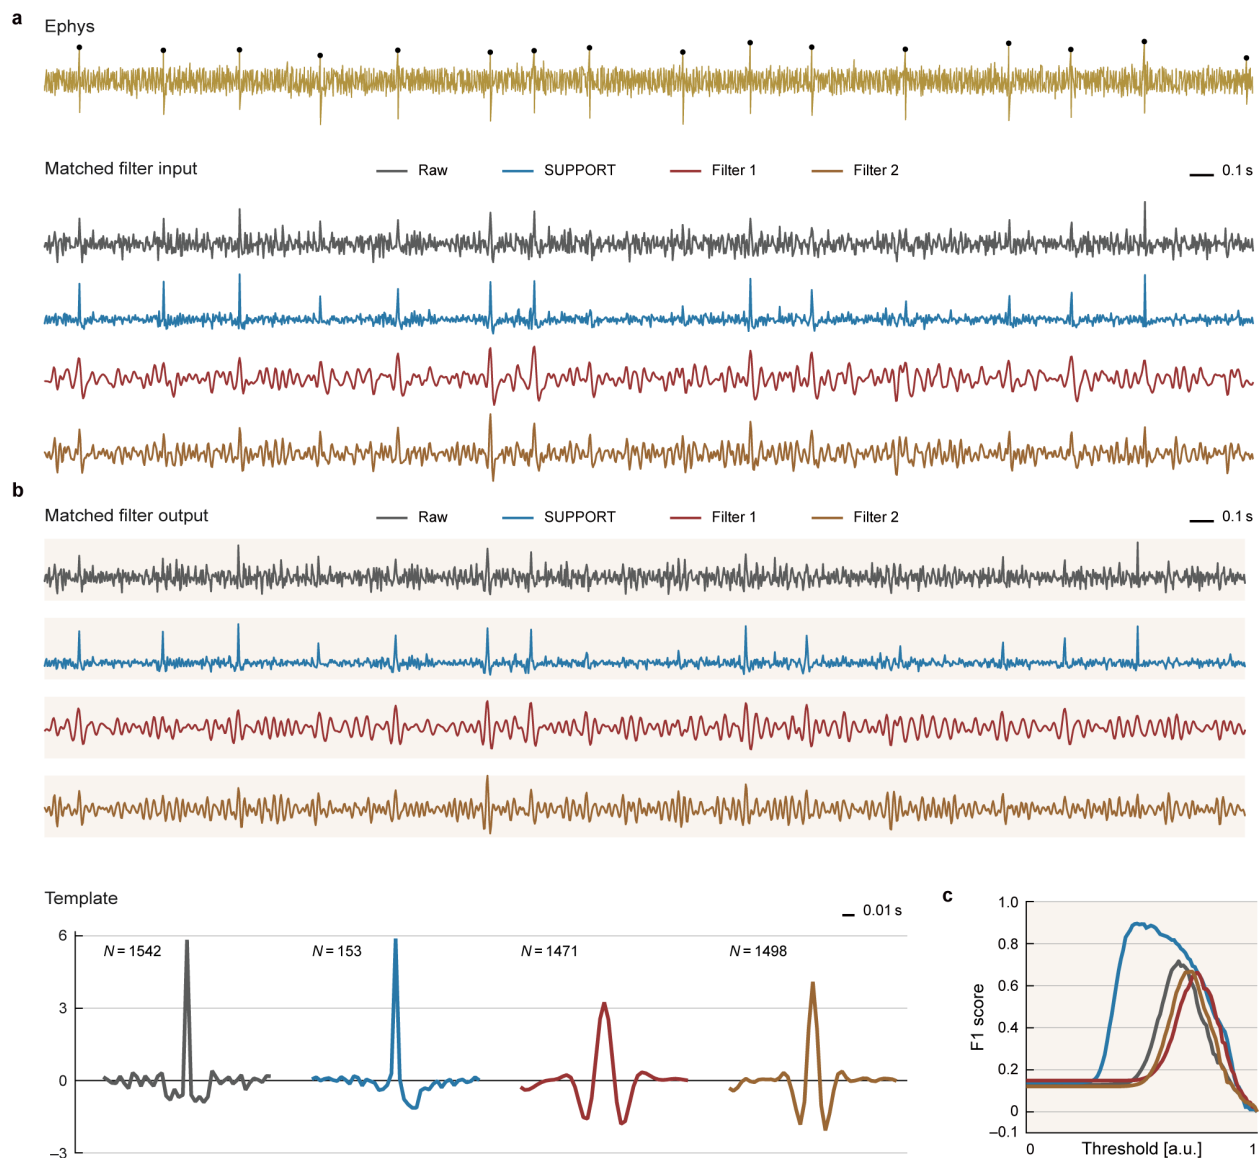 a
Ephys
Matched filter input Raw SUPPORT Filter 1 Filter 2 0.1 s
b
Matched filter output Raw SUPPORT Filter 1 Filter 2 0.1 s
Template
0.01 s
6
3
0
–3
N = 1542 N = 153 N = 1471 N = 1498
c
1.0
0.8
0.6
0.4
0.2
0
–0.1
F1 score
0 Threshold [a.u.] 1